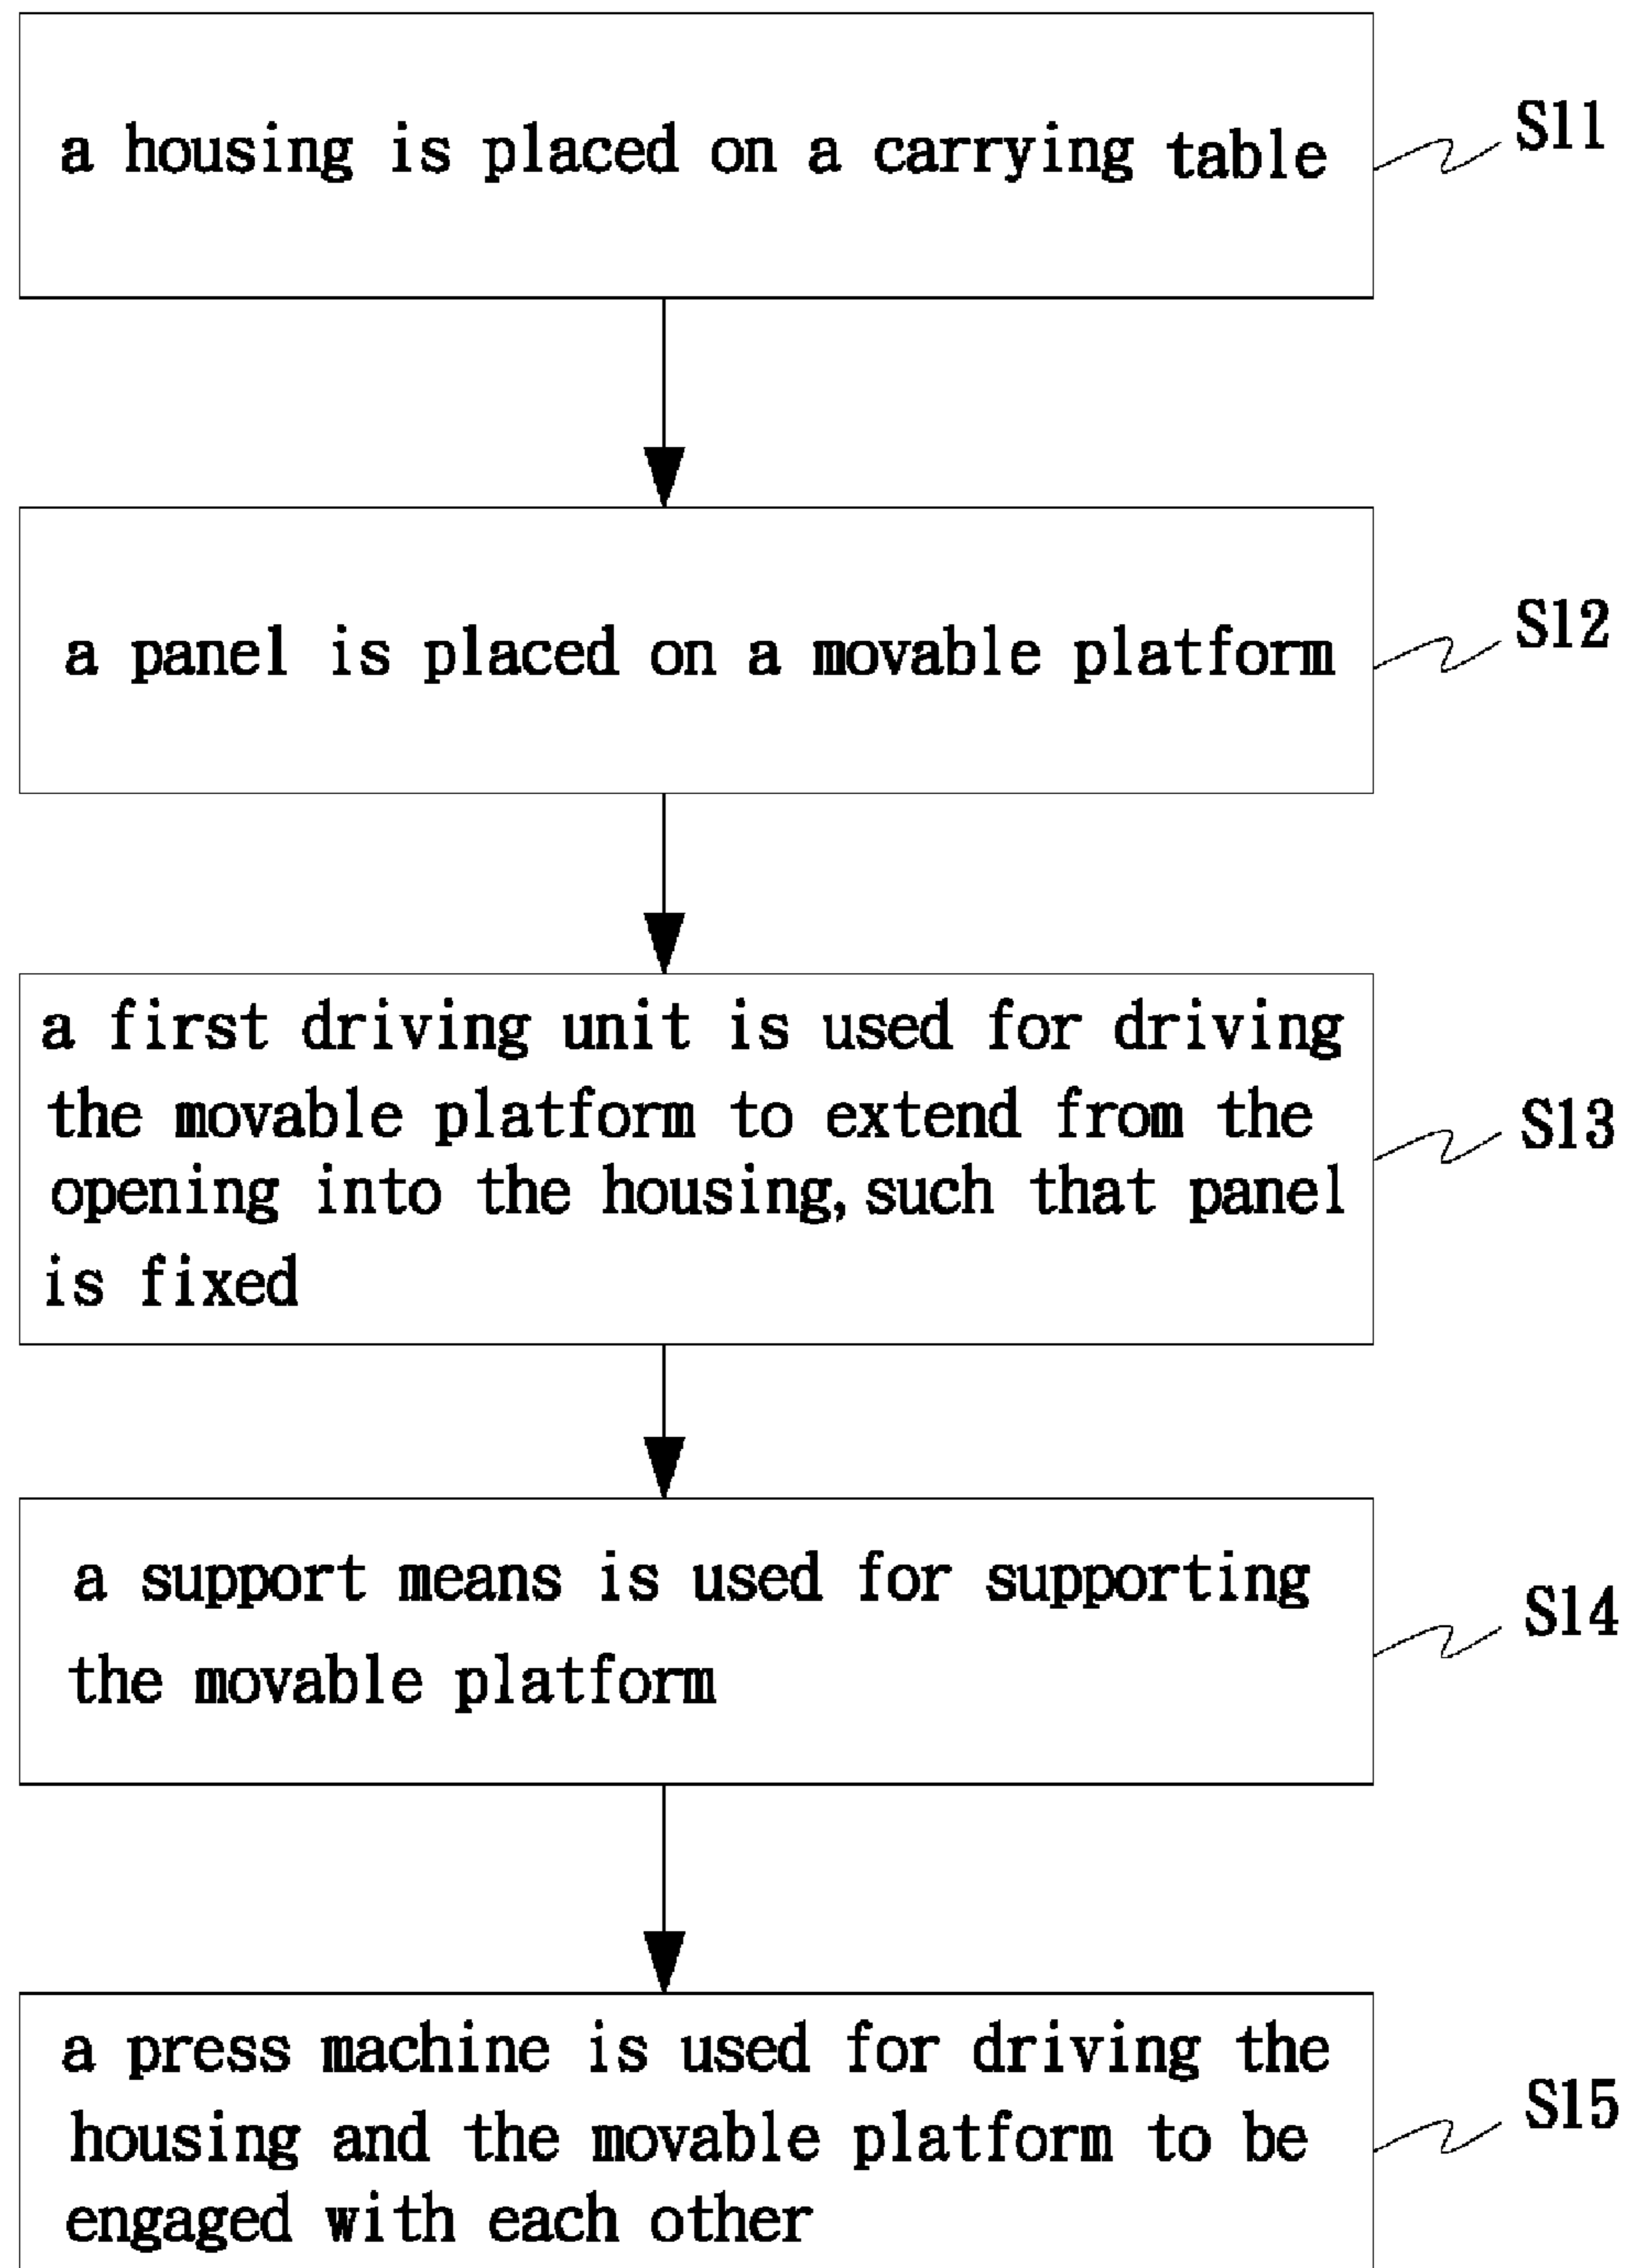 a housing is placed on a carrying table
S11
a panel is placed on a movable platform
S12
a first driving unit is used for driving
the movable platform to extend from the
opening into the housing, such that panel
is fixed
S13
a support means is used for supporting
the movable platform
S14
a press machine is used for driving the
housing and the movable platform to be
engaged with each other
S15